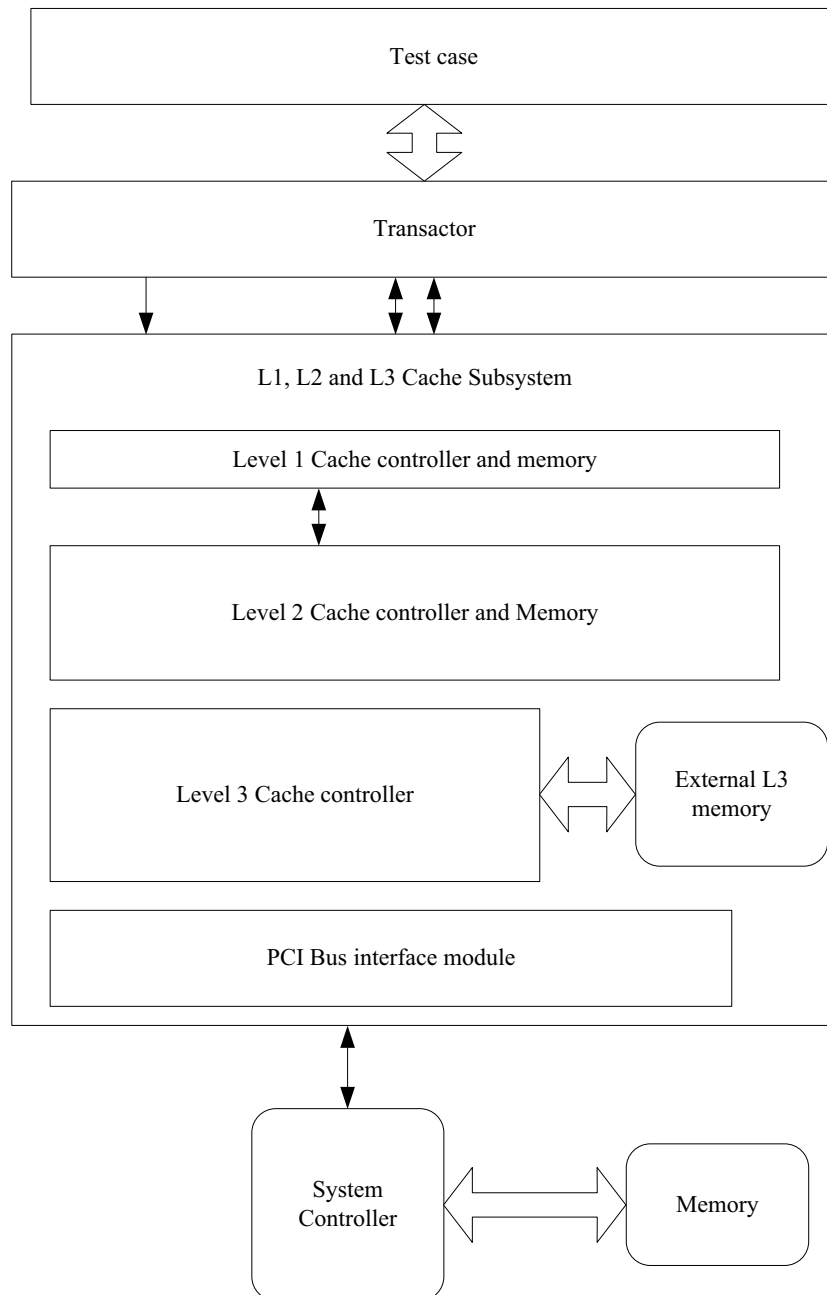 Test case
Transactor
L1, L2 and L3 Cache Subsystem
Level 1 Cache controller and memory
Level 2 Cache controller and Memory
Level 3 Cache controller
External L3
memory
PCI Bus interface module
System
Controller
Memory